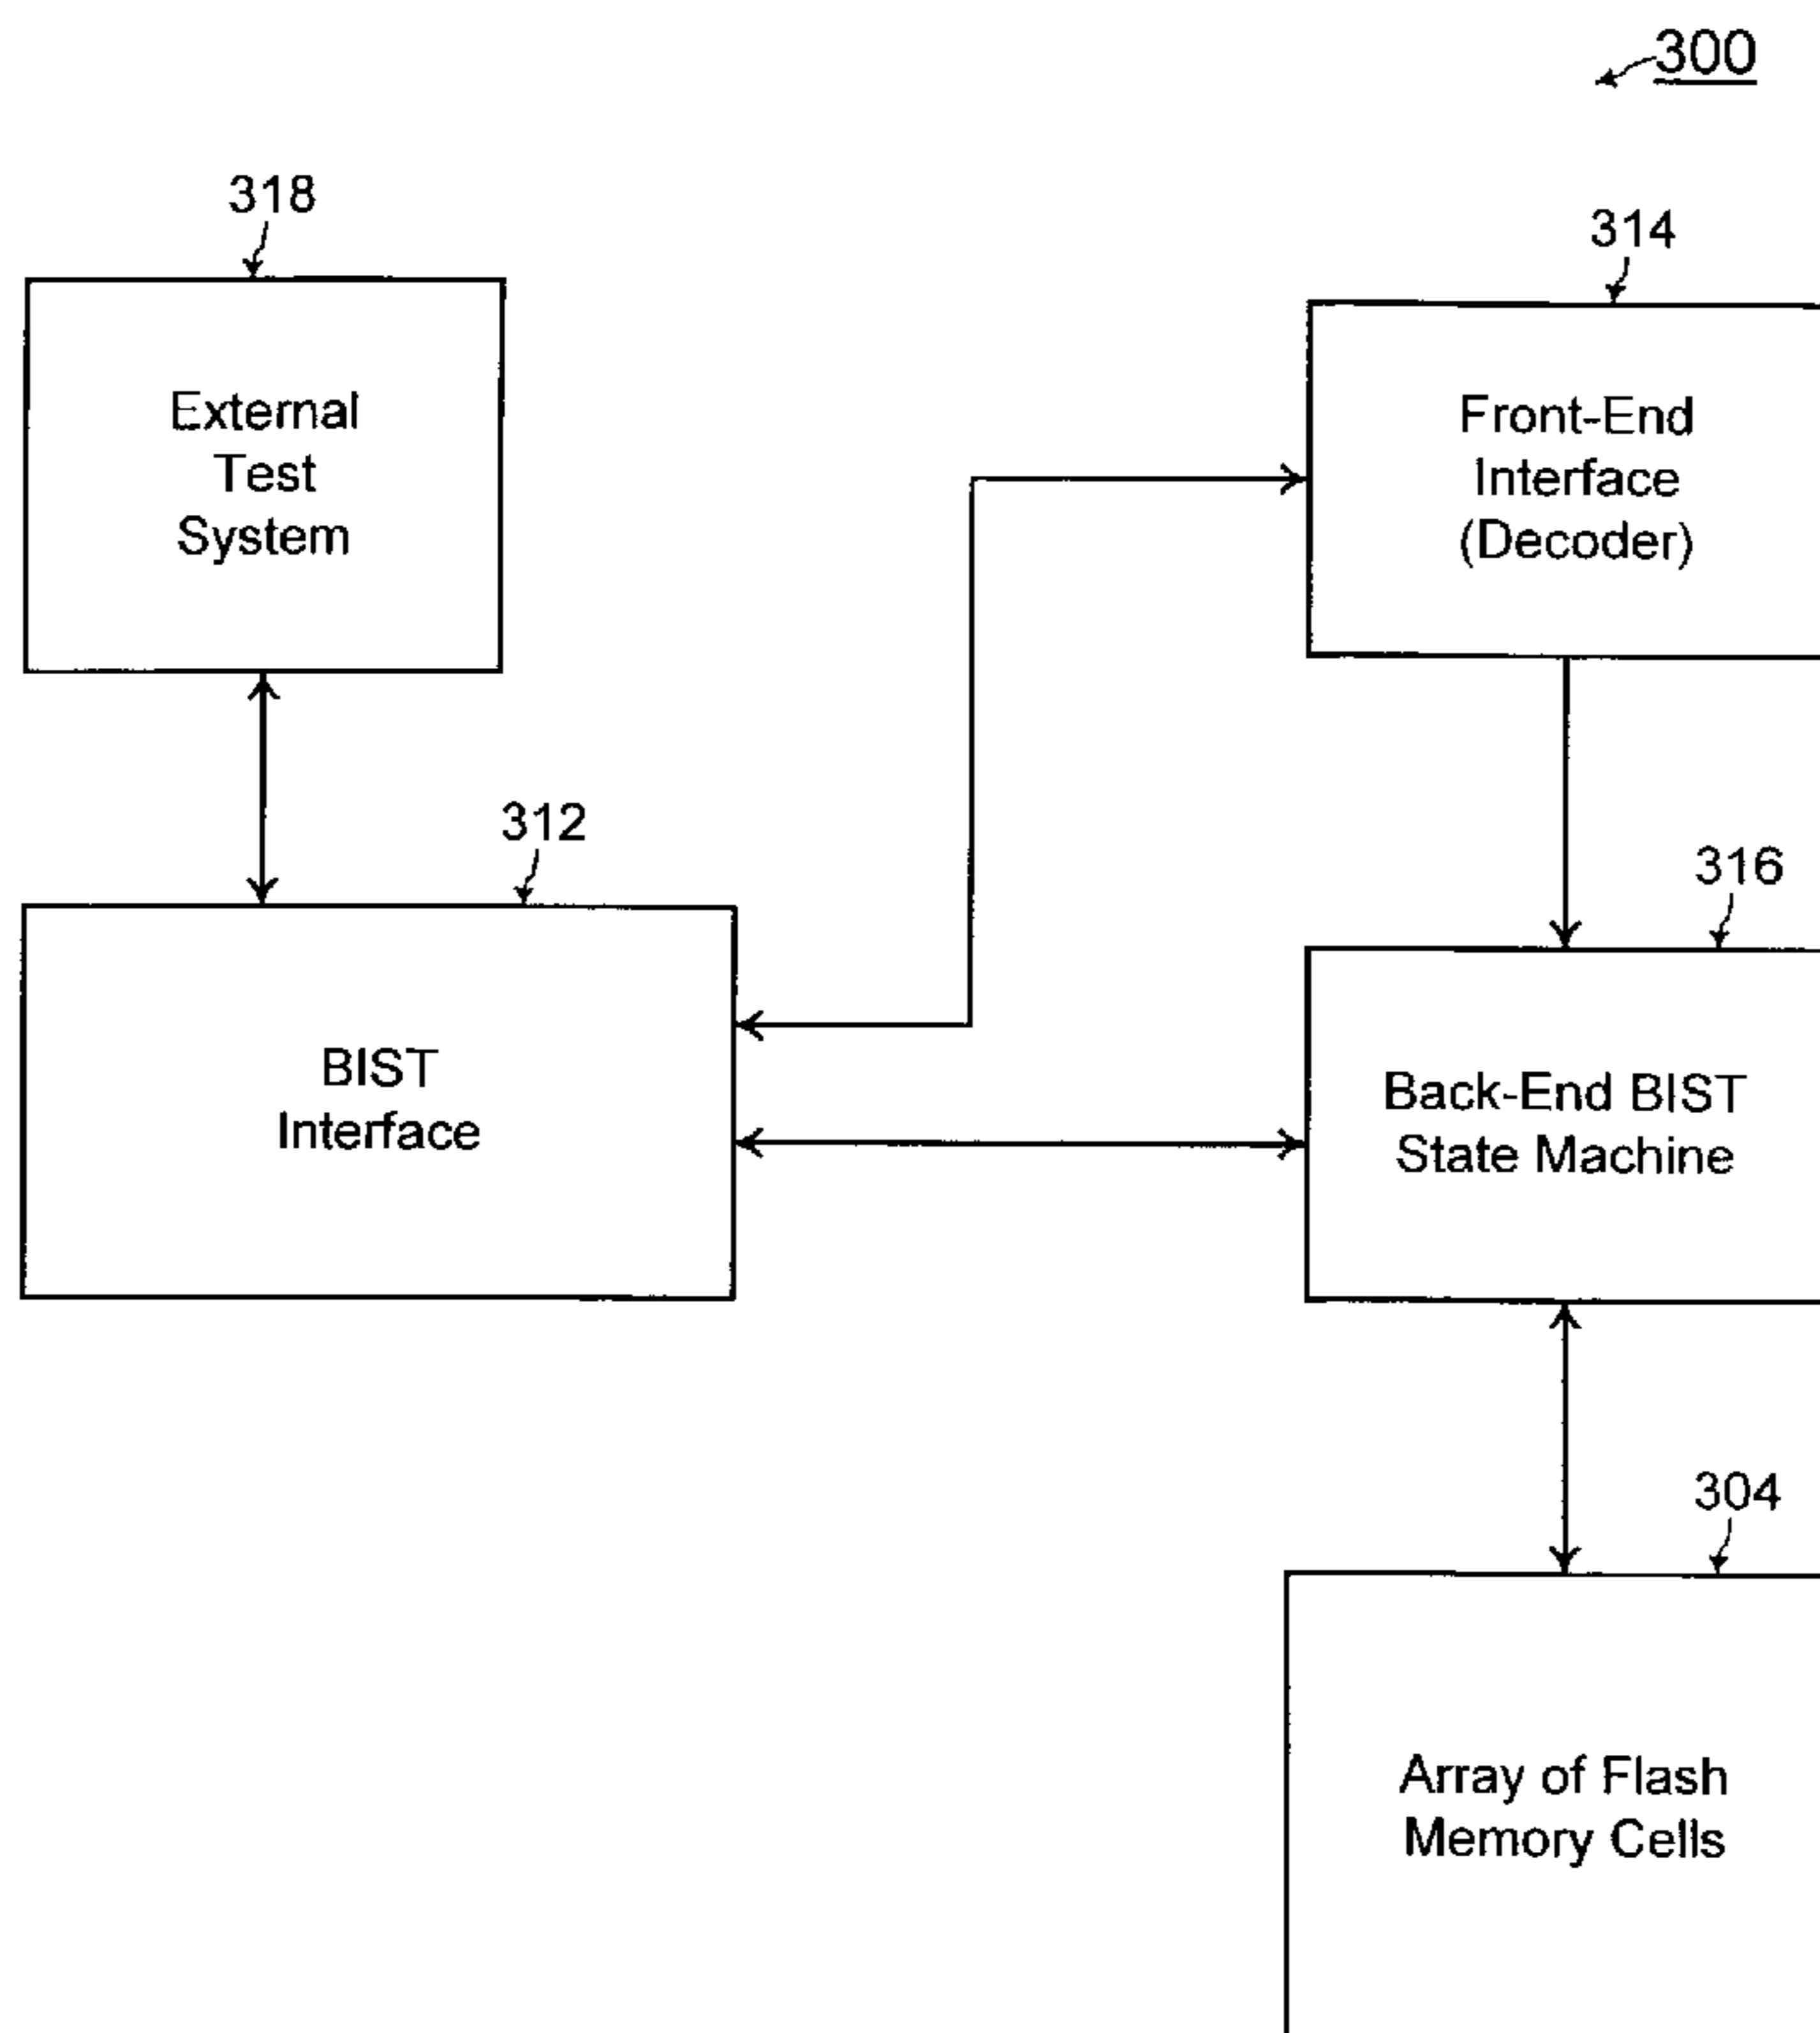 300
318
External
Test
System
314
Front-End
Interface
(Decoder)
312
BIST
Interface
316
Back-End BIST
State Machine
304
Array of Flash
Memory Cells